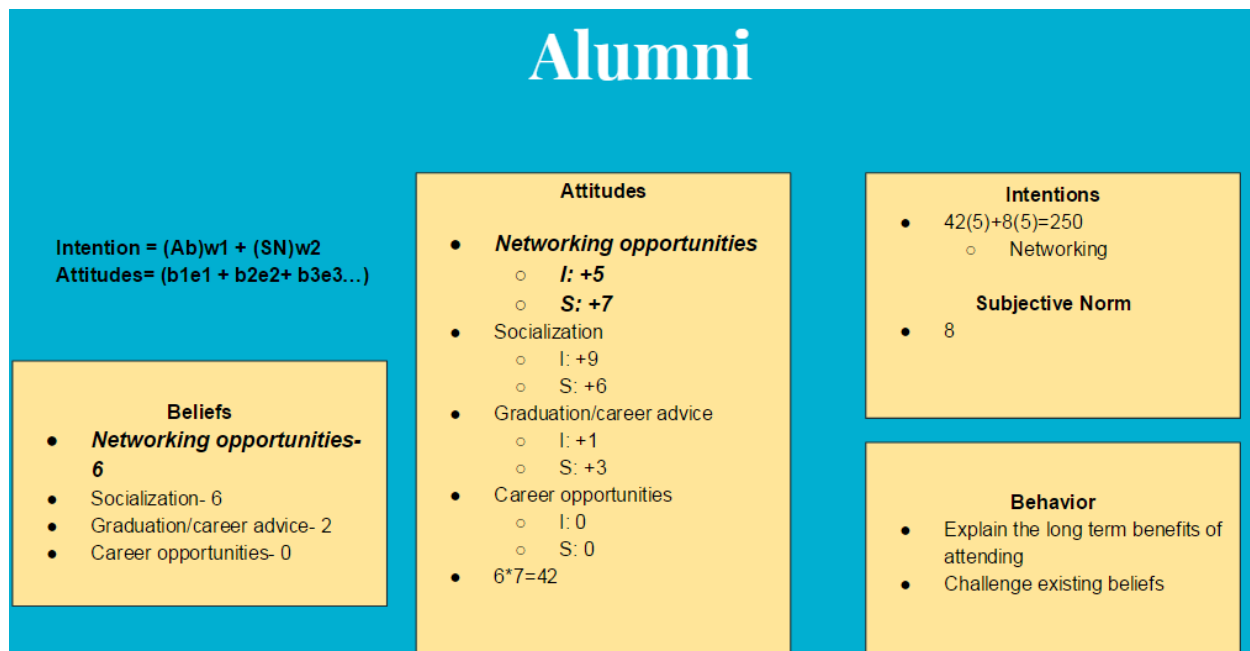 Alumni
Intention = (Ab)w1 + (SN)w2
Attitudes= (b1e1 + b2e2+ b3e3...)
Beliefs
● Networking opportunities-
6
● Socialization- 6
● Graduation/career advice- 2
● Career opportunities- 0
Attitudes
● Networking opportunities
○ I: +5
○ S: +7
● Socialization
○ I: +9
○ S: +6
● Graduation/career advice
○ I: +1
○ S: +3
● Career opportunities
○ I: 0
○ S: 0
● 6*7=42
Intentions
● 42(5)+8(5)=250
○ Networking
Subjective Norm
● 8
Behavior
● Explain the long term benefits of
attending
● Challenge existing beliefs